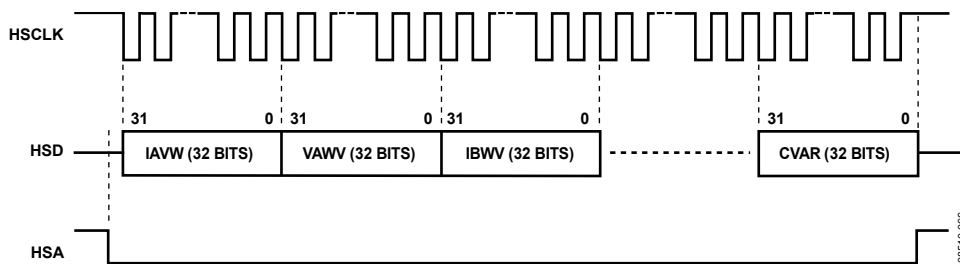 HSCLK
31 0 31 0 31 0 31 0
HSD
IAVW (32 BITS) VAWV (32 BITS) IBWV (32 BITS) CVAR (32 BITS)
HSA